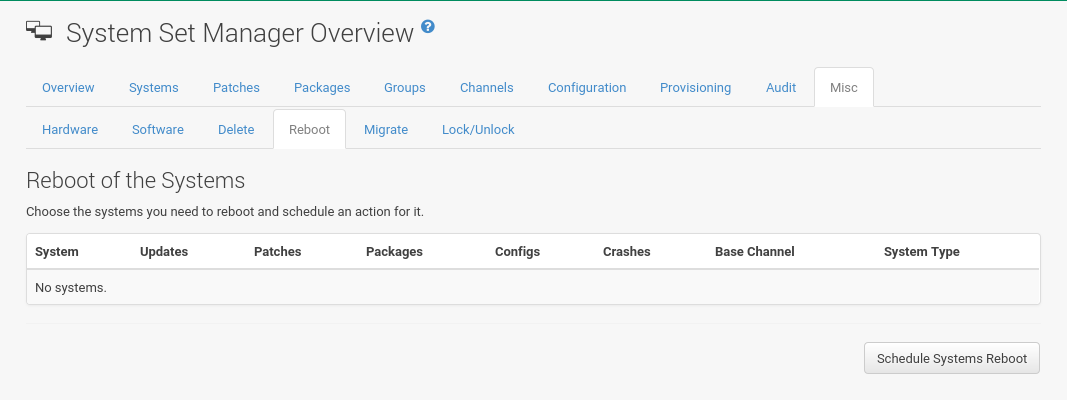 System Set Manager Overview ?
Overview Systems Patches Packages Groups Channels Configuration Provisioning Audit Misc
Hardware Software Delete Reboot Migrate Lock/Unlock
Reboot of the Systems
Choose the systems you need to reboot and schedule an action for it.
System Updates Patches Packages Configs Crashes Base Channel System Type
No systems.
Schedule Systems Reboot